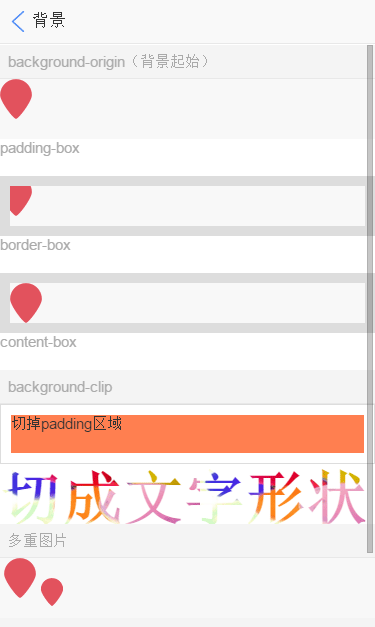 背景
background-origin（背景起始）
padding-box
border-box
content-box
background-clip
切掉padding区域
切成文字形状
多重图片